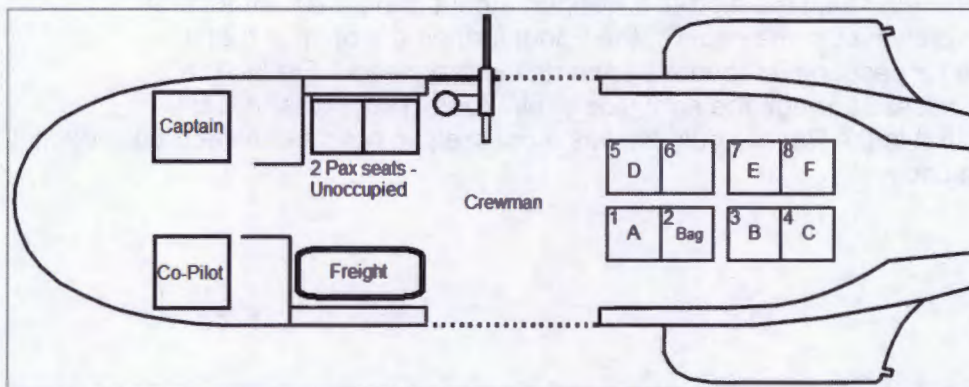 Captain
2 Pax seats -
Unoccupied
Crewman
5 6 7 8
D E F
1 2 3 4
A Bag B C
Co-Pilot
Freight